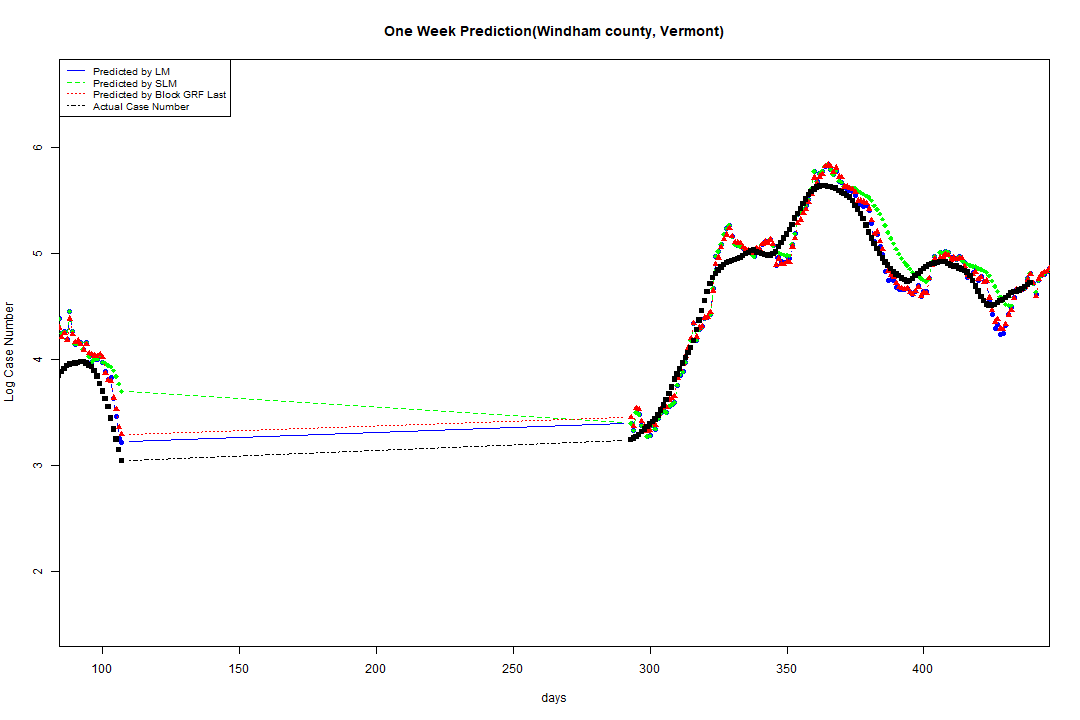 One Week Prediction(Windham county, Vermont)
Predicted by LM
Predicted by SLM
Predicted by Block GRF Last
Actual Case Number
6
5
4
3
2
Log Case Number
100 150 200 250 300 350 400
days